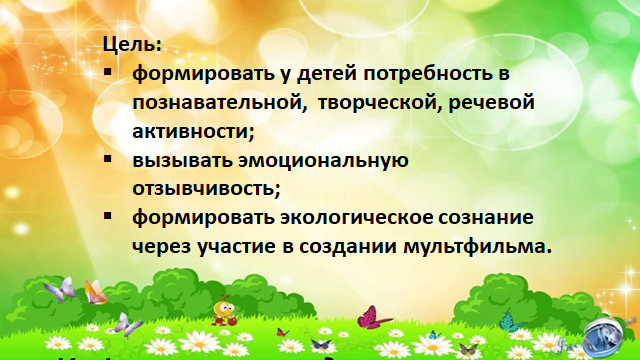 Цель:
▪ формировать у детей потребность в
познавательной, творческой, речевой
активности;
▪ вызывать эмоциональную
отзывчивость;
▪ формировать экологическое сознание
через участие в создании мультфильма.